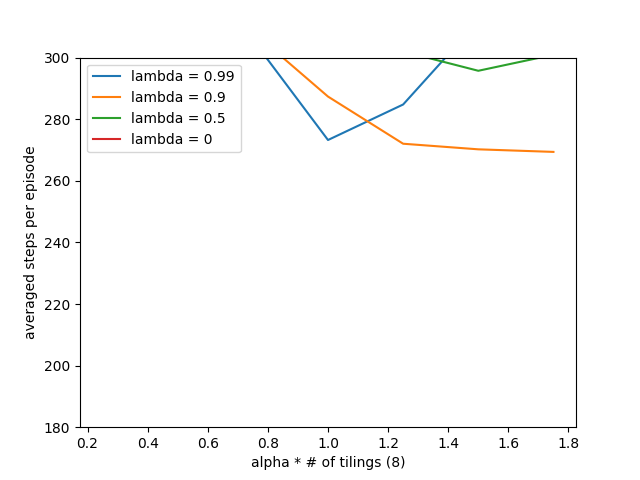 300
280
260
240
220
200
180
averaged steps per episode
lambda = 0.99
lambda = 0.9
lambda = 0.5
lambda = 0
0.2 0.4 0.6 0.8 1.0 1.2 1.4 1.6 1.8
alpha * # of tilings (8)